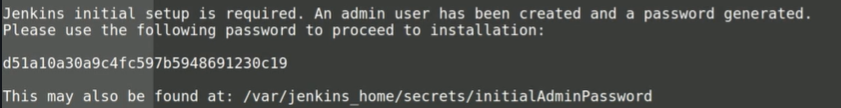 Jenkins initial setup is required. An admin user has been created and a password generated.
Please use the following password to proceed to installation:
d51a10a30a9c4fc597b5948691230c19
This may also be found at: /var/jenkins_home/secrets/initialAdminPassword